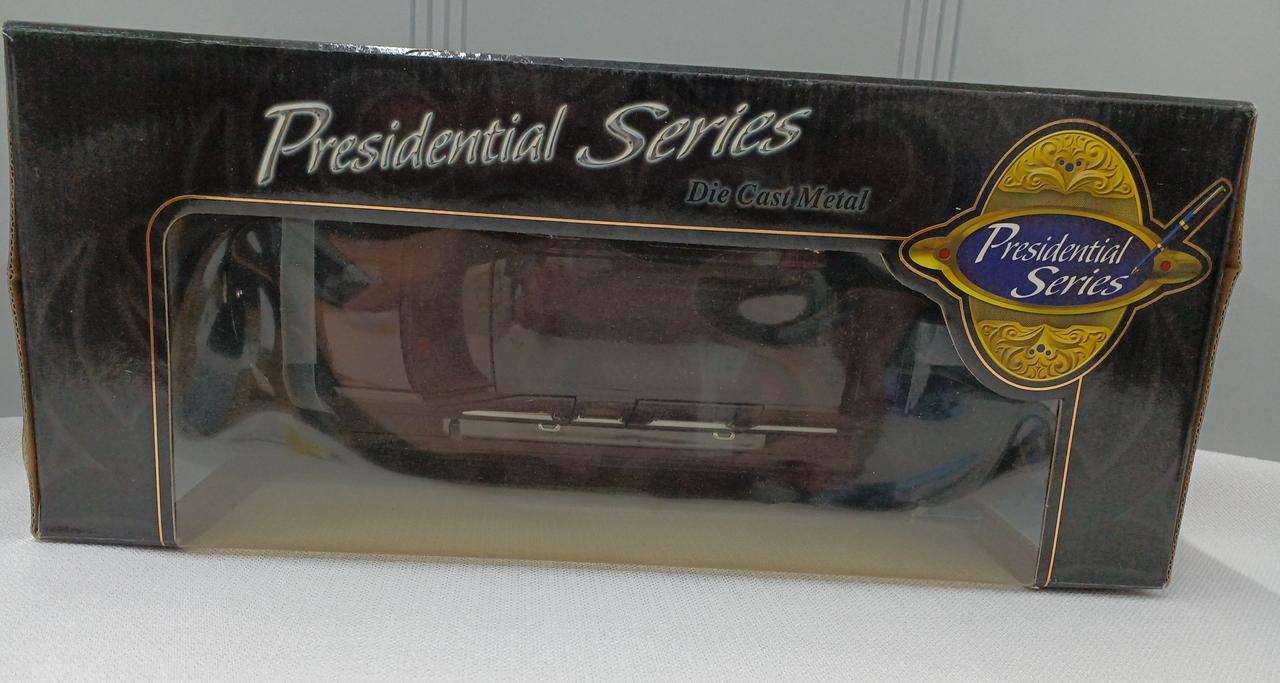 Presidential Series
Die Cast Metal
Presidential
Series